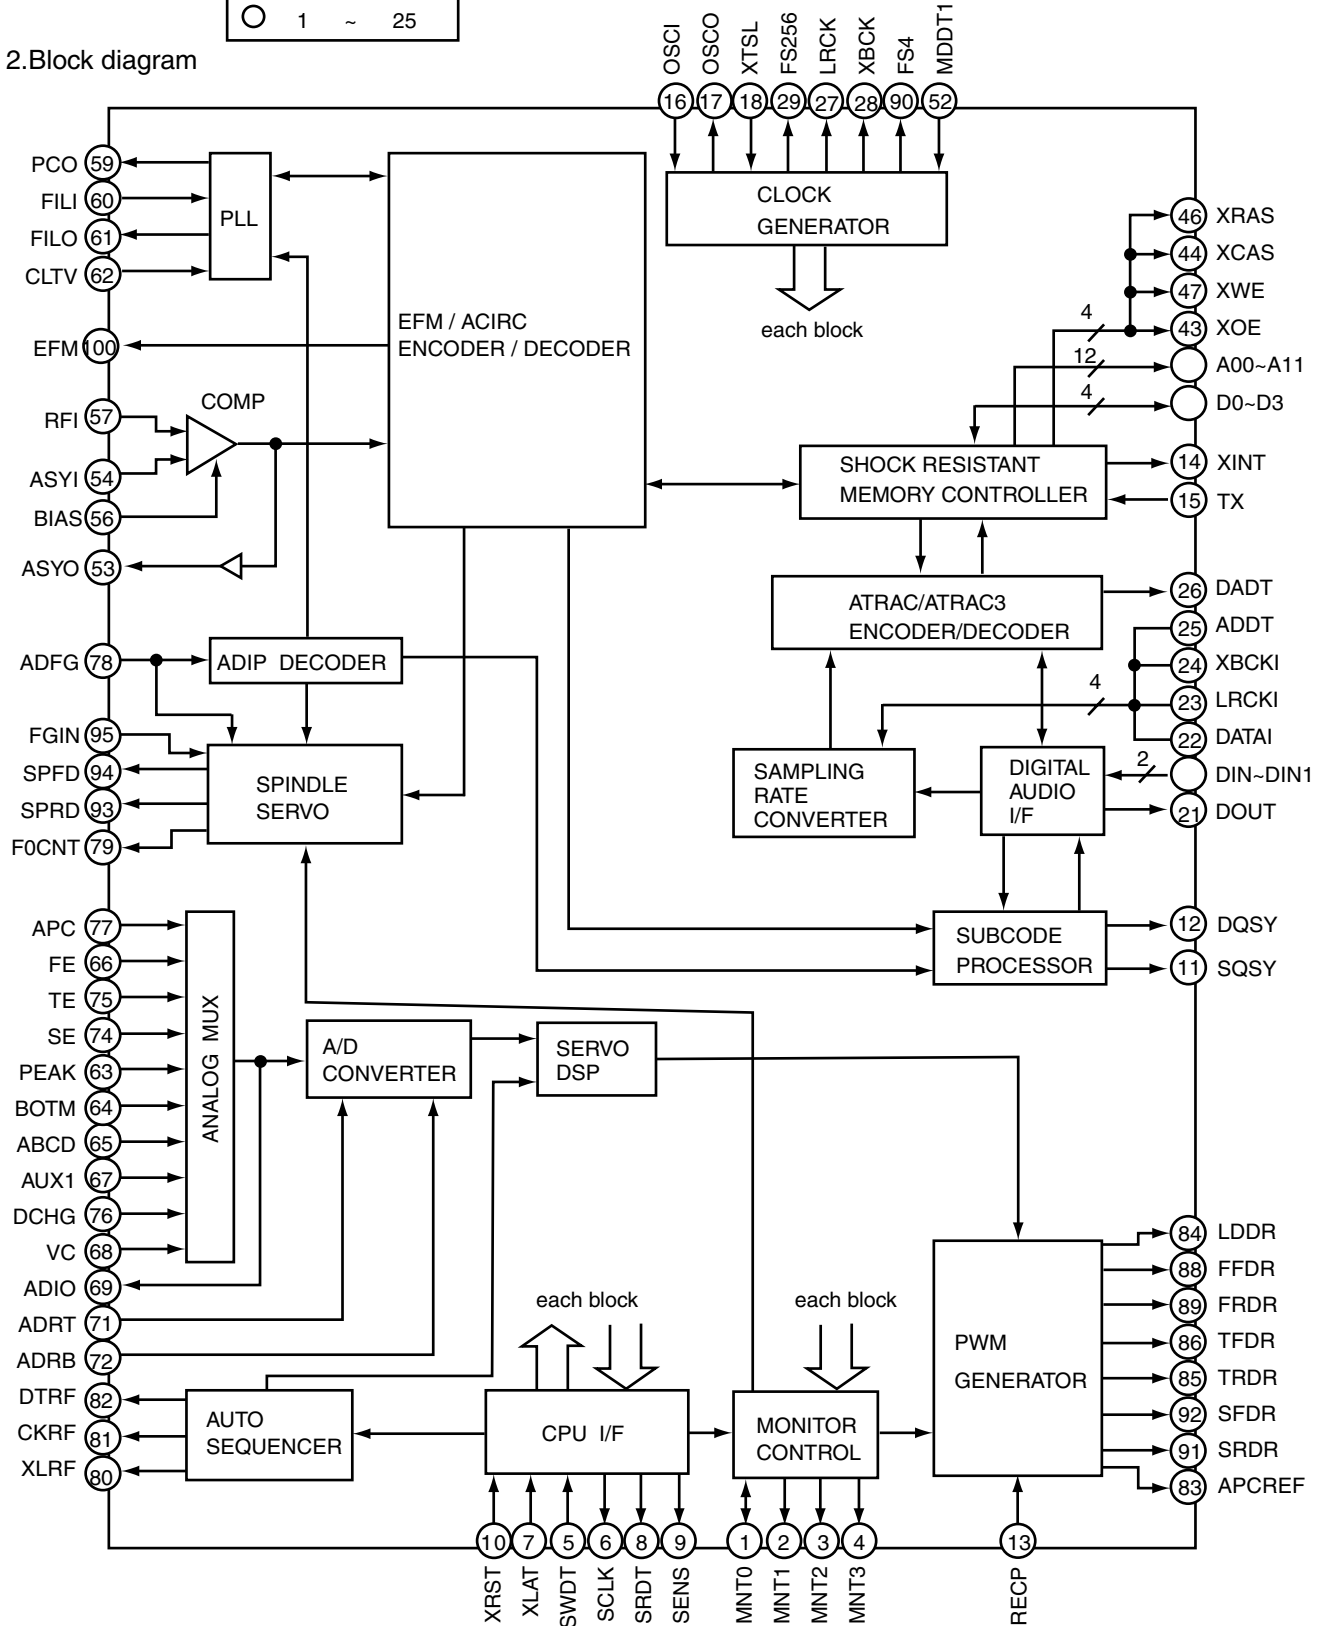 1 ~ 25
2.Block diagram
OSCI
OSCO
XTSL
FS256
LRCK
XBCK
FS4
MDDT1
16
17
18
29
27
28
90
52
CLOCK
GENERATOR
each block
PCO 59
FILI 60
FILO 61
CLTV 62
PLL
EFM 100
EFM / ACIRC
ENCODER / DECODER
COMP
RFI 57
ASYI 54
BIAS 56
ASYO 53
46 XRAS
44 XCAS
47 XWE
4
43 XOE
12
A00~A11
4
D0~D3
SHOCK RESISTANT
MEMORY CONTROLLER
14 XINT
15 TX
ATRAC/ATRAC3
ENCODER/DECODER
26 DADT
25 ADDT
24 XBCKI
4
23 LRCKI
22 DATAI
2
DIN~DIN1
21 DOUT
ADFG 78
ADIP DECODER
FGIN 95
SPFD 94
SPRD 93
F0CNT 79
SPINDLE
SERVO
SAMPLING
RATE
CONVERTER
DIGITAL
AUDIO
I/F
SUBCODE
PROCESSOR
12 DQSY
11 SQSY
APC 77
FE 66
TE 75
SE 74
PEAK 63
BOTM 64
ABCD 65
AUX1 67
DCHG 76
VC 68
ADIO 69
ADRT 71
ADRB 72
ANALOG MUX
A/D
CONVERTER
SERVO
DSP
DTRF 82
CKRF 81
XLRF 80
AUTO
SEQUENCER
each block
CPU I/F
each block
MONITOR
CONTROL
PWM
GENERATOR
84 LDDR
88 FFDR
89 FRDR
86 TFDR
85 TRDR
92 SFDR
91 SRDR
83 APCREF
10
7
5
6
8
9
1
2
3
4
13
XRST
XLAT
SWDT
SCLK
SRDT
SENS
MNT0
MNT1
MNT2
MNT3
RECP